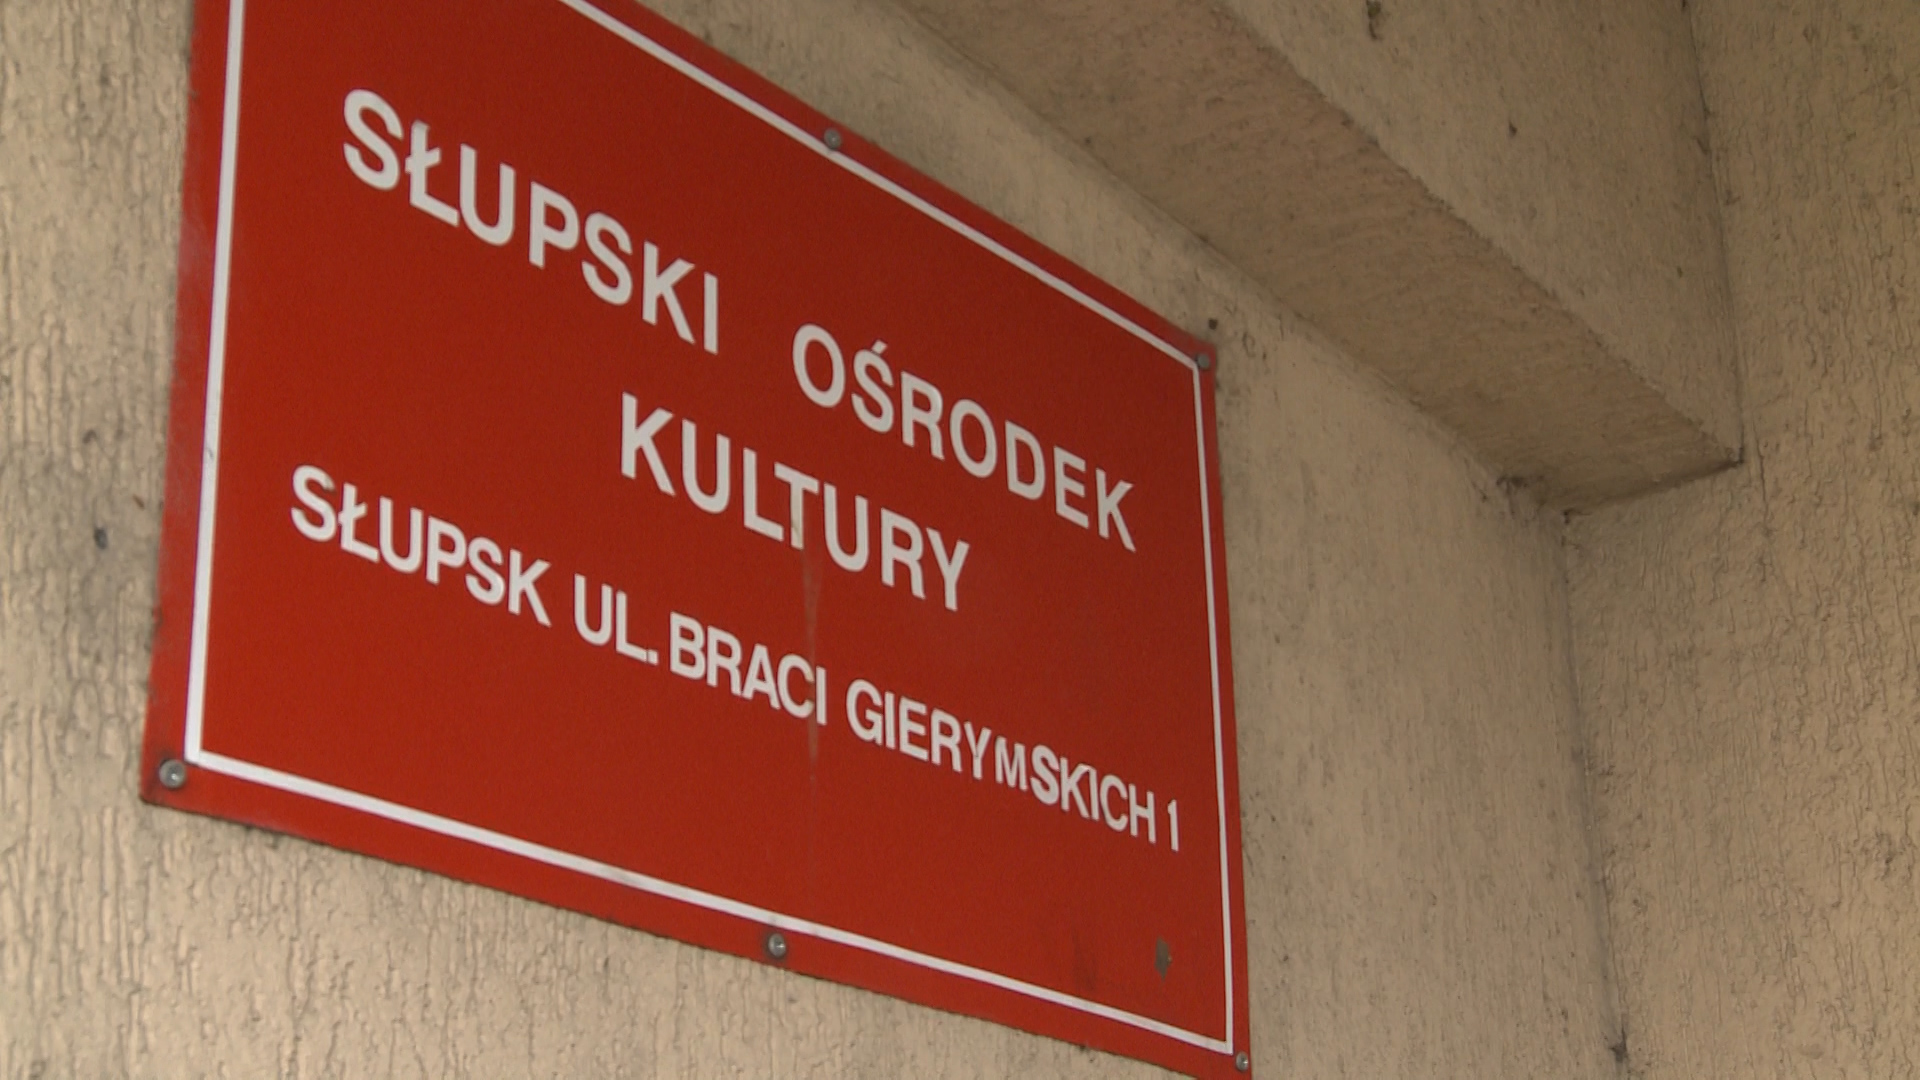 SŁUPSKI OŚRODEK
KULTURY
SŁUPSK UL. BRACI GIERYMSKICH 1